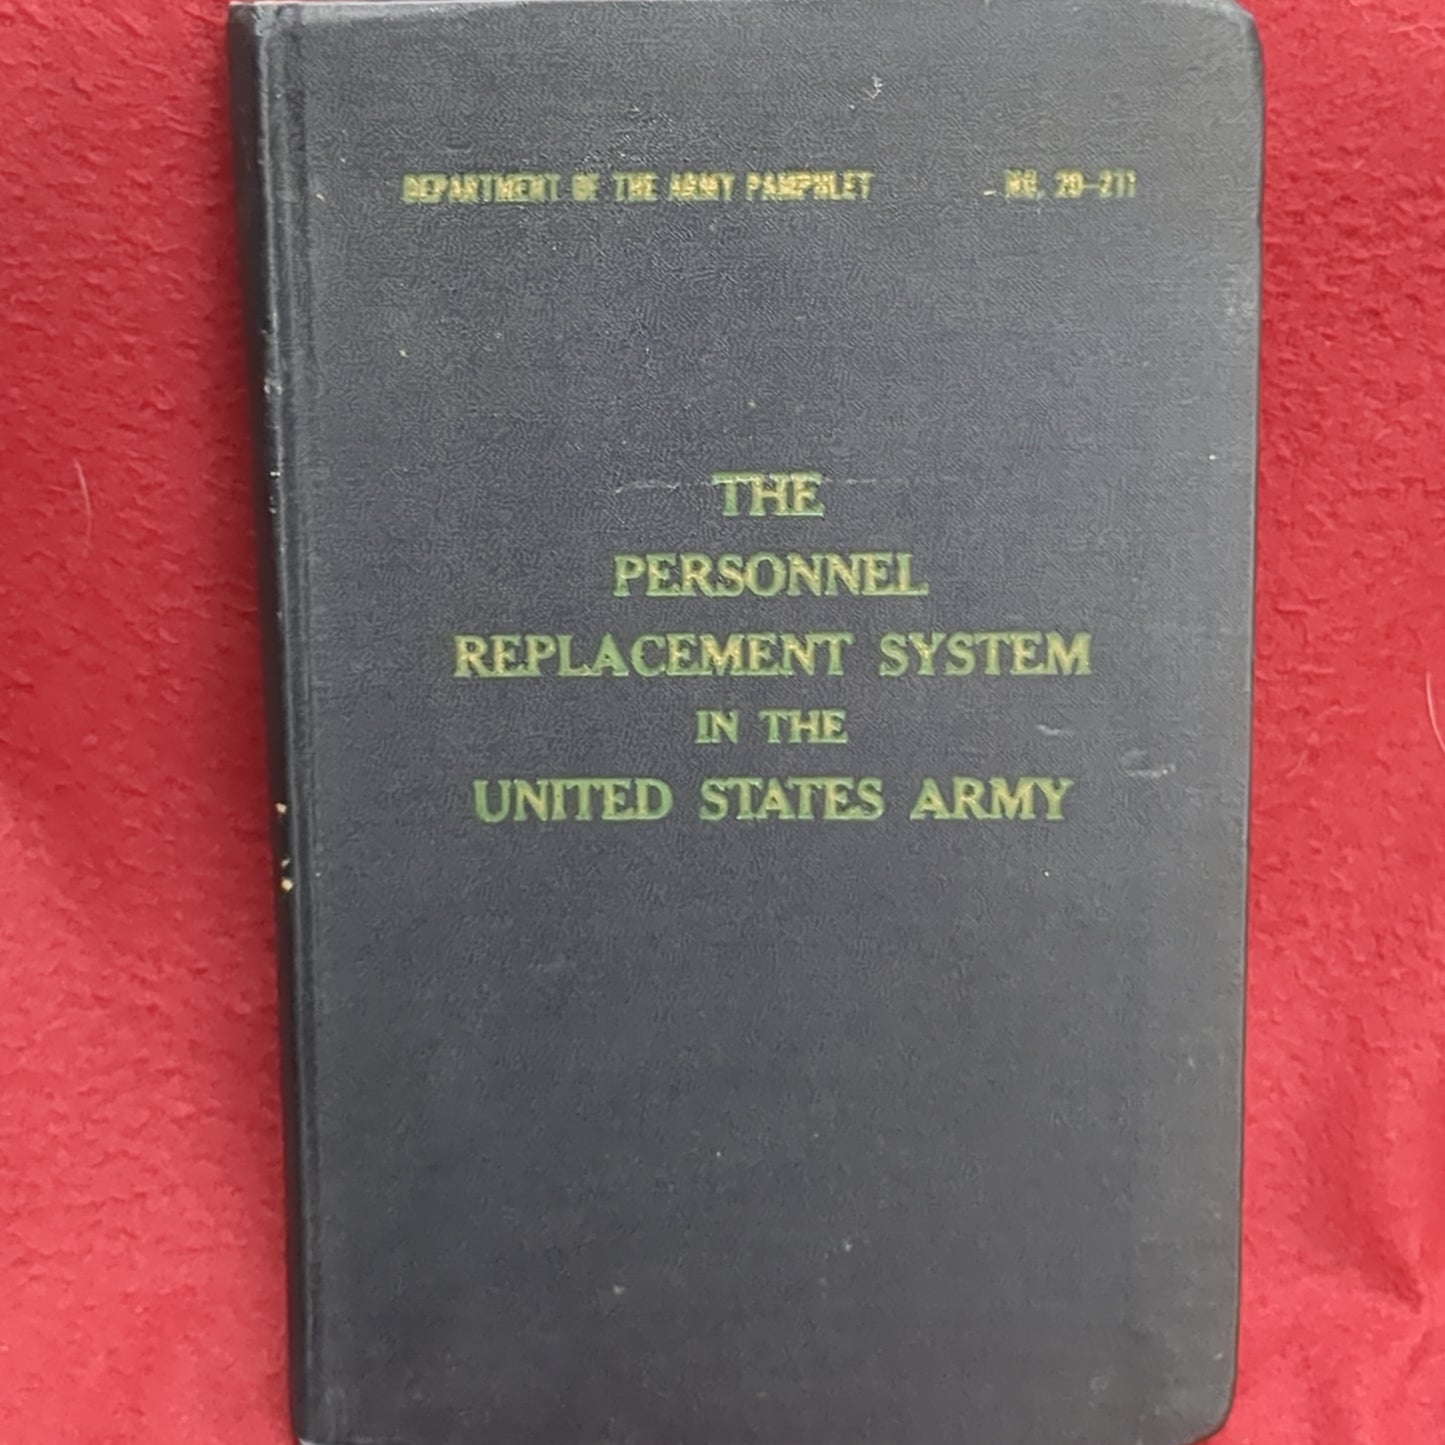 DEPARTMENT OF THE ARMY PAMPHLET NO. 20-211
THE
PERSONNEL
REPLACEMENT SYSTEM
IN THE
UNITED STATES ARMY